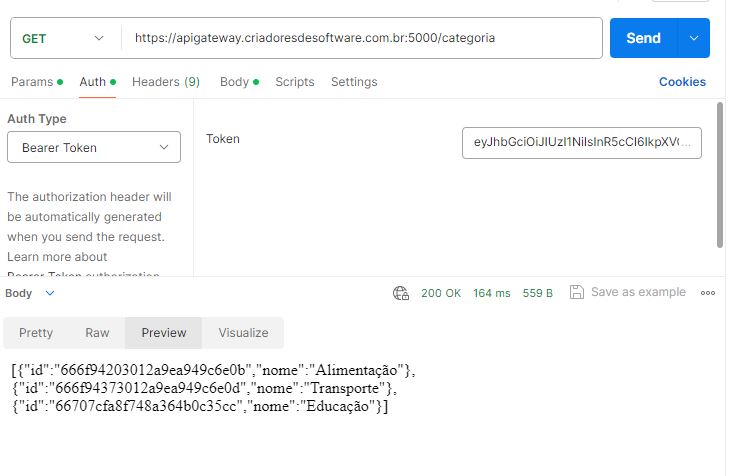 GET
https://apigateway.criadoresdesoftware.com.br:5000/categoria
Send
Params
Auth
Headers (9)
Body
Scripts
Settings
Cookies
Auth Type
Bearer Token
Token
The authorization header will
be automatically generated
when you send the request.
Learn more about
Bearer Token authorization
Body
200 OK
164 ms
559 B
Save as example
Pretty
Raw
Preview
Visualize
[{"id":"666f94203012a9ea949c6e0b","nome":"Alimentação"},
{"id":"666f94373012a9ea949c6e0d","nome":"Transporte"},
{"id":"66707cfa8f748a364b0c35cc","nome":"Educação"}]